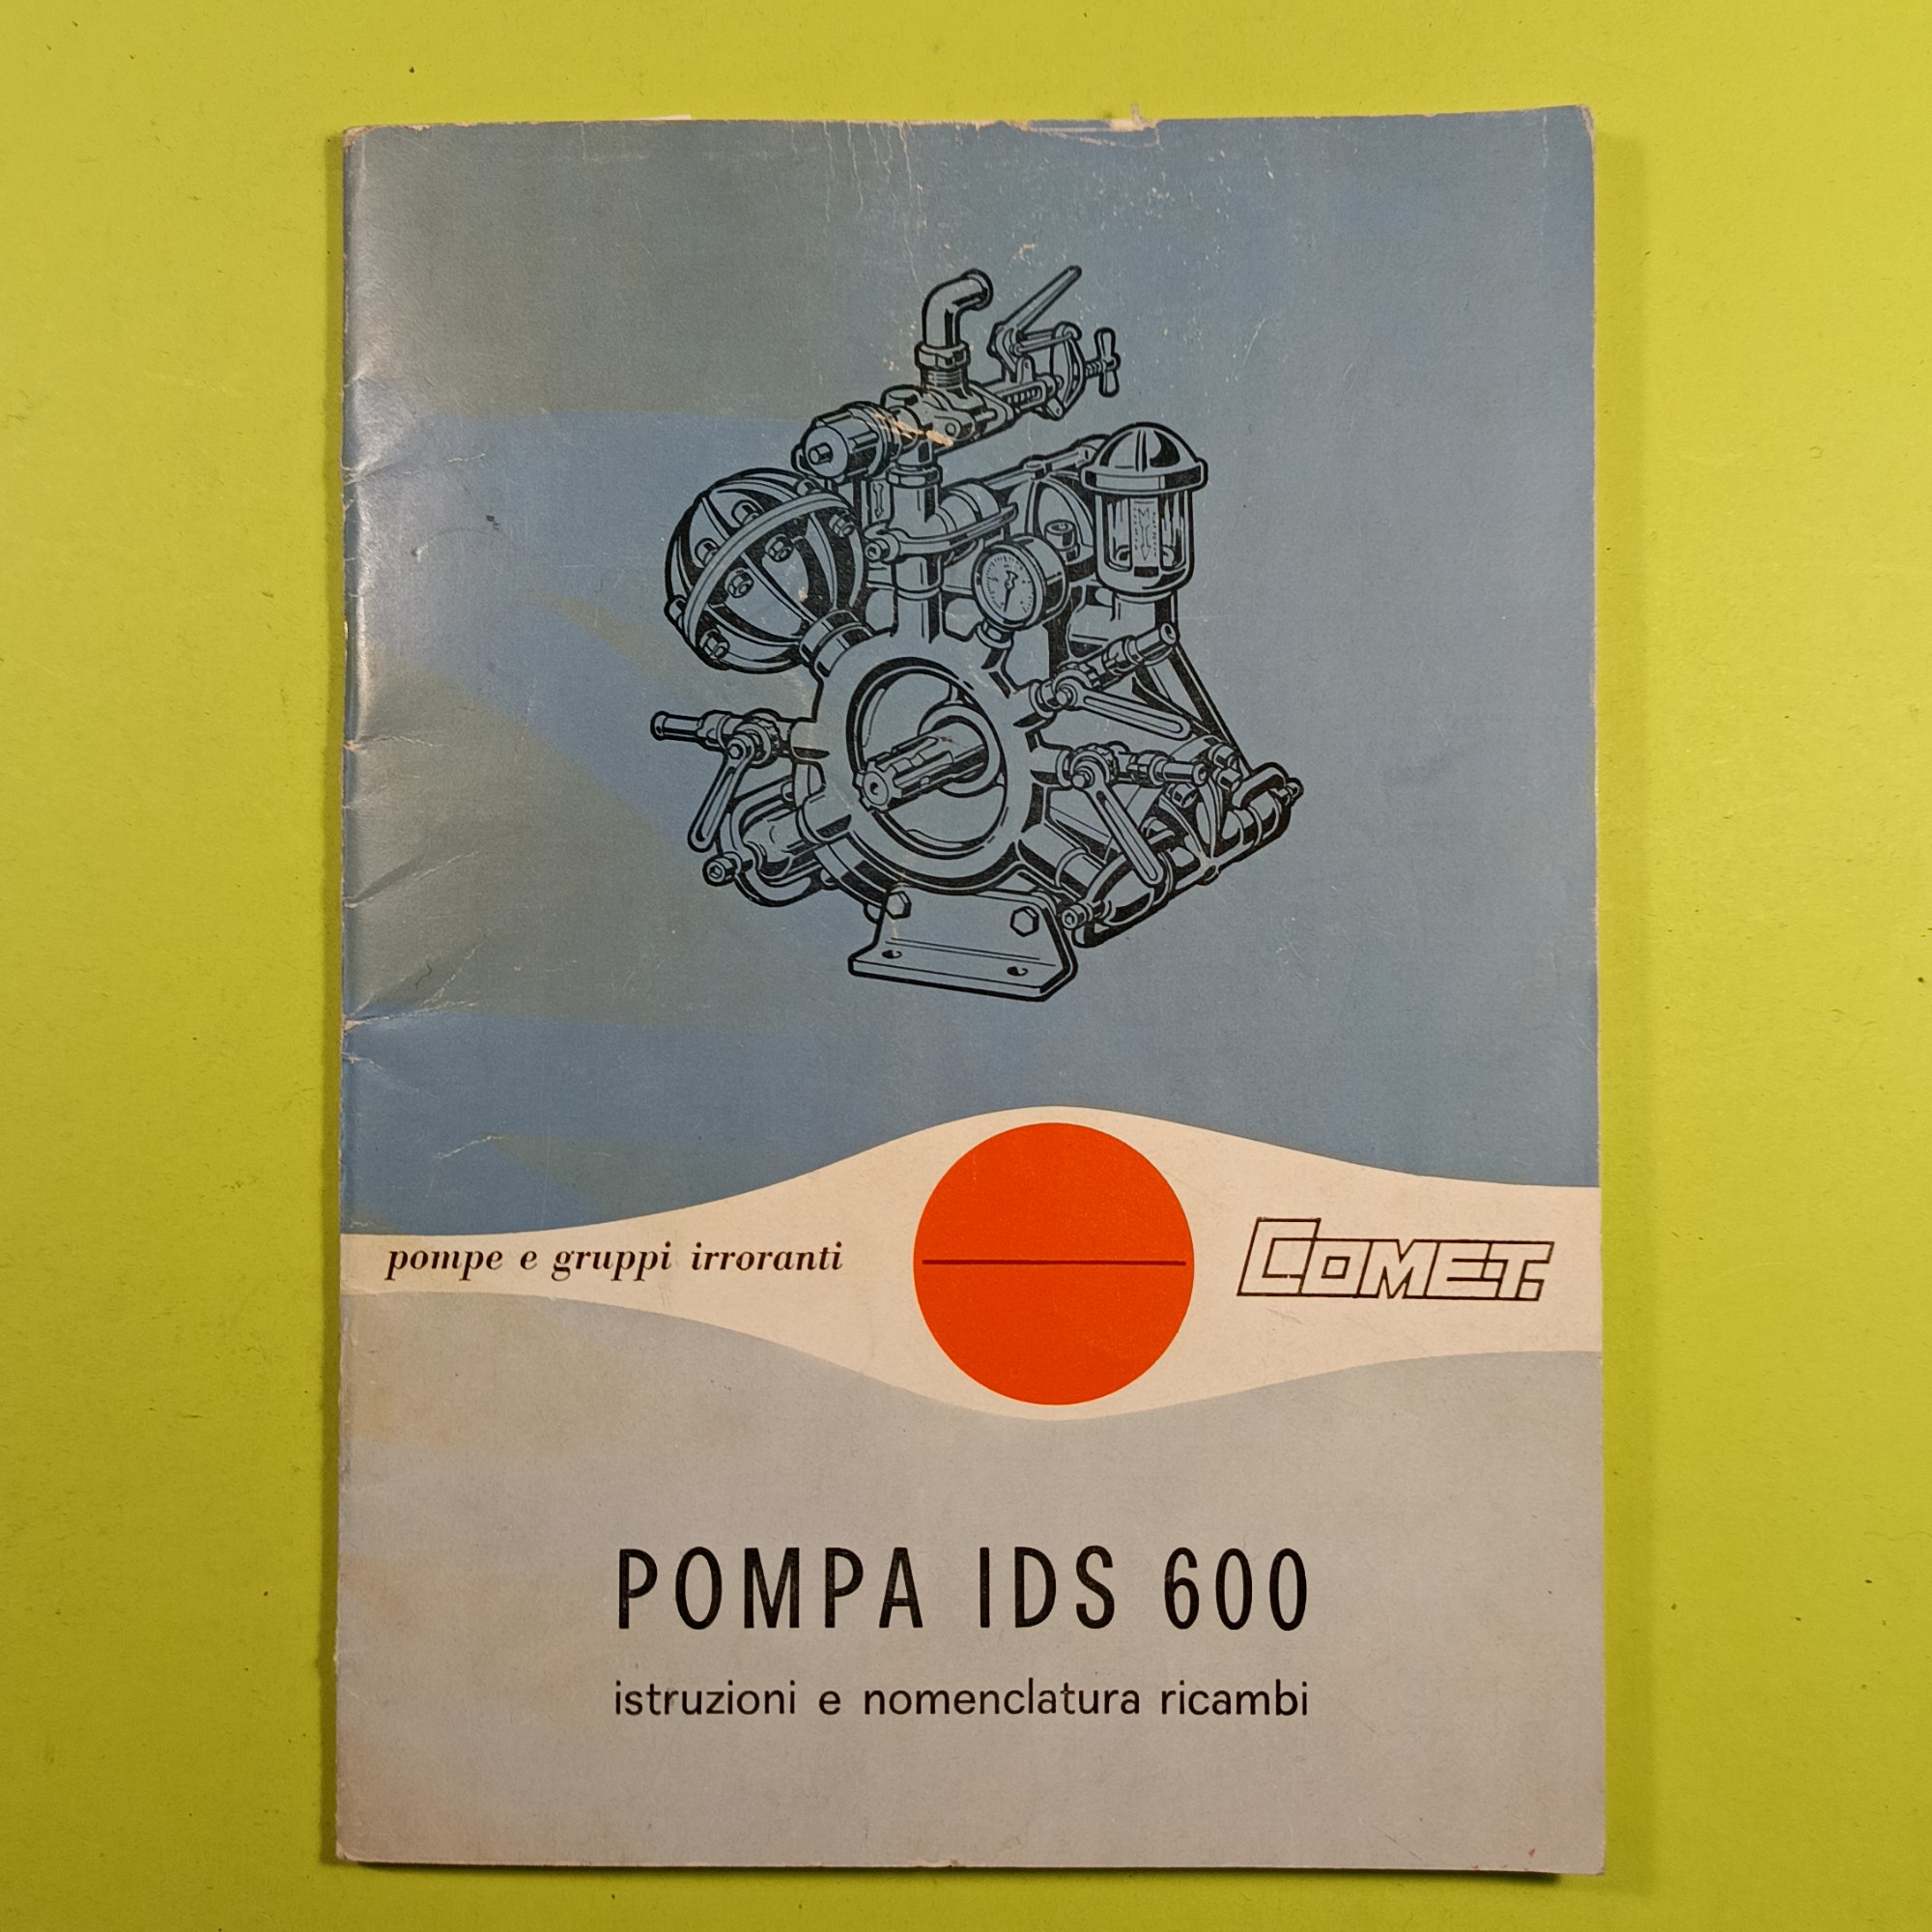 pompe e gruppi irroranti
COMET.
POMPA IDS 600
istruzioni e nomenclatura ricambi